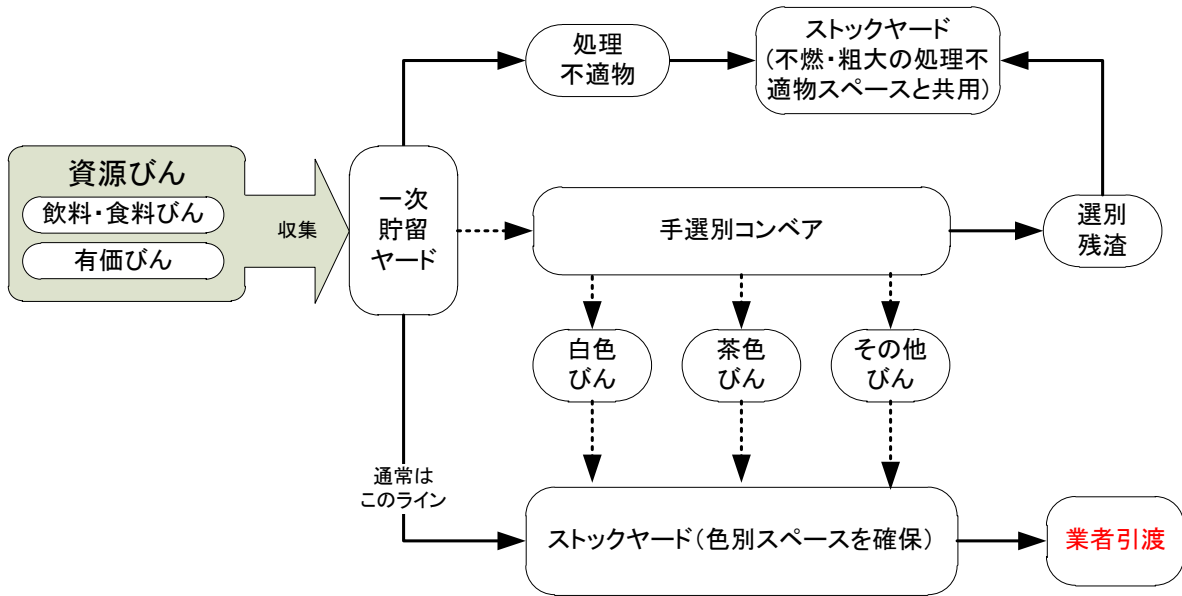 処理
不適物
ストックヤード
(不燃・粗大の処理不
適物スペースと共用)
資源びん
飲料・食料びん
有価びん
収集
一次
貯留
ヤード
手選別コンベア
選別
残渣
白色
びん
茶色
びん
その他
びん
通常は
このライン
ストックヤード(色別スペースを確保)
業者引渡